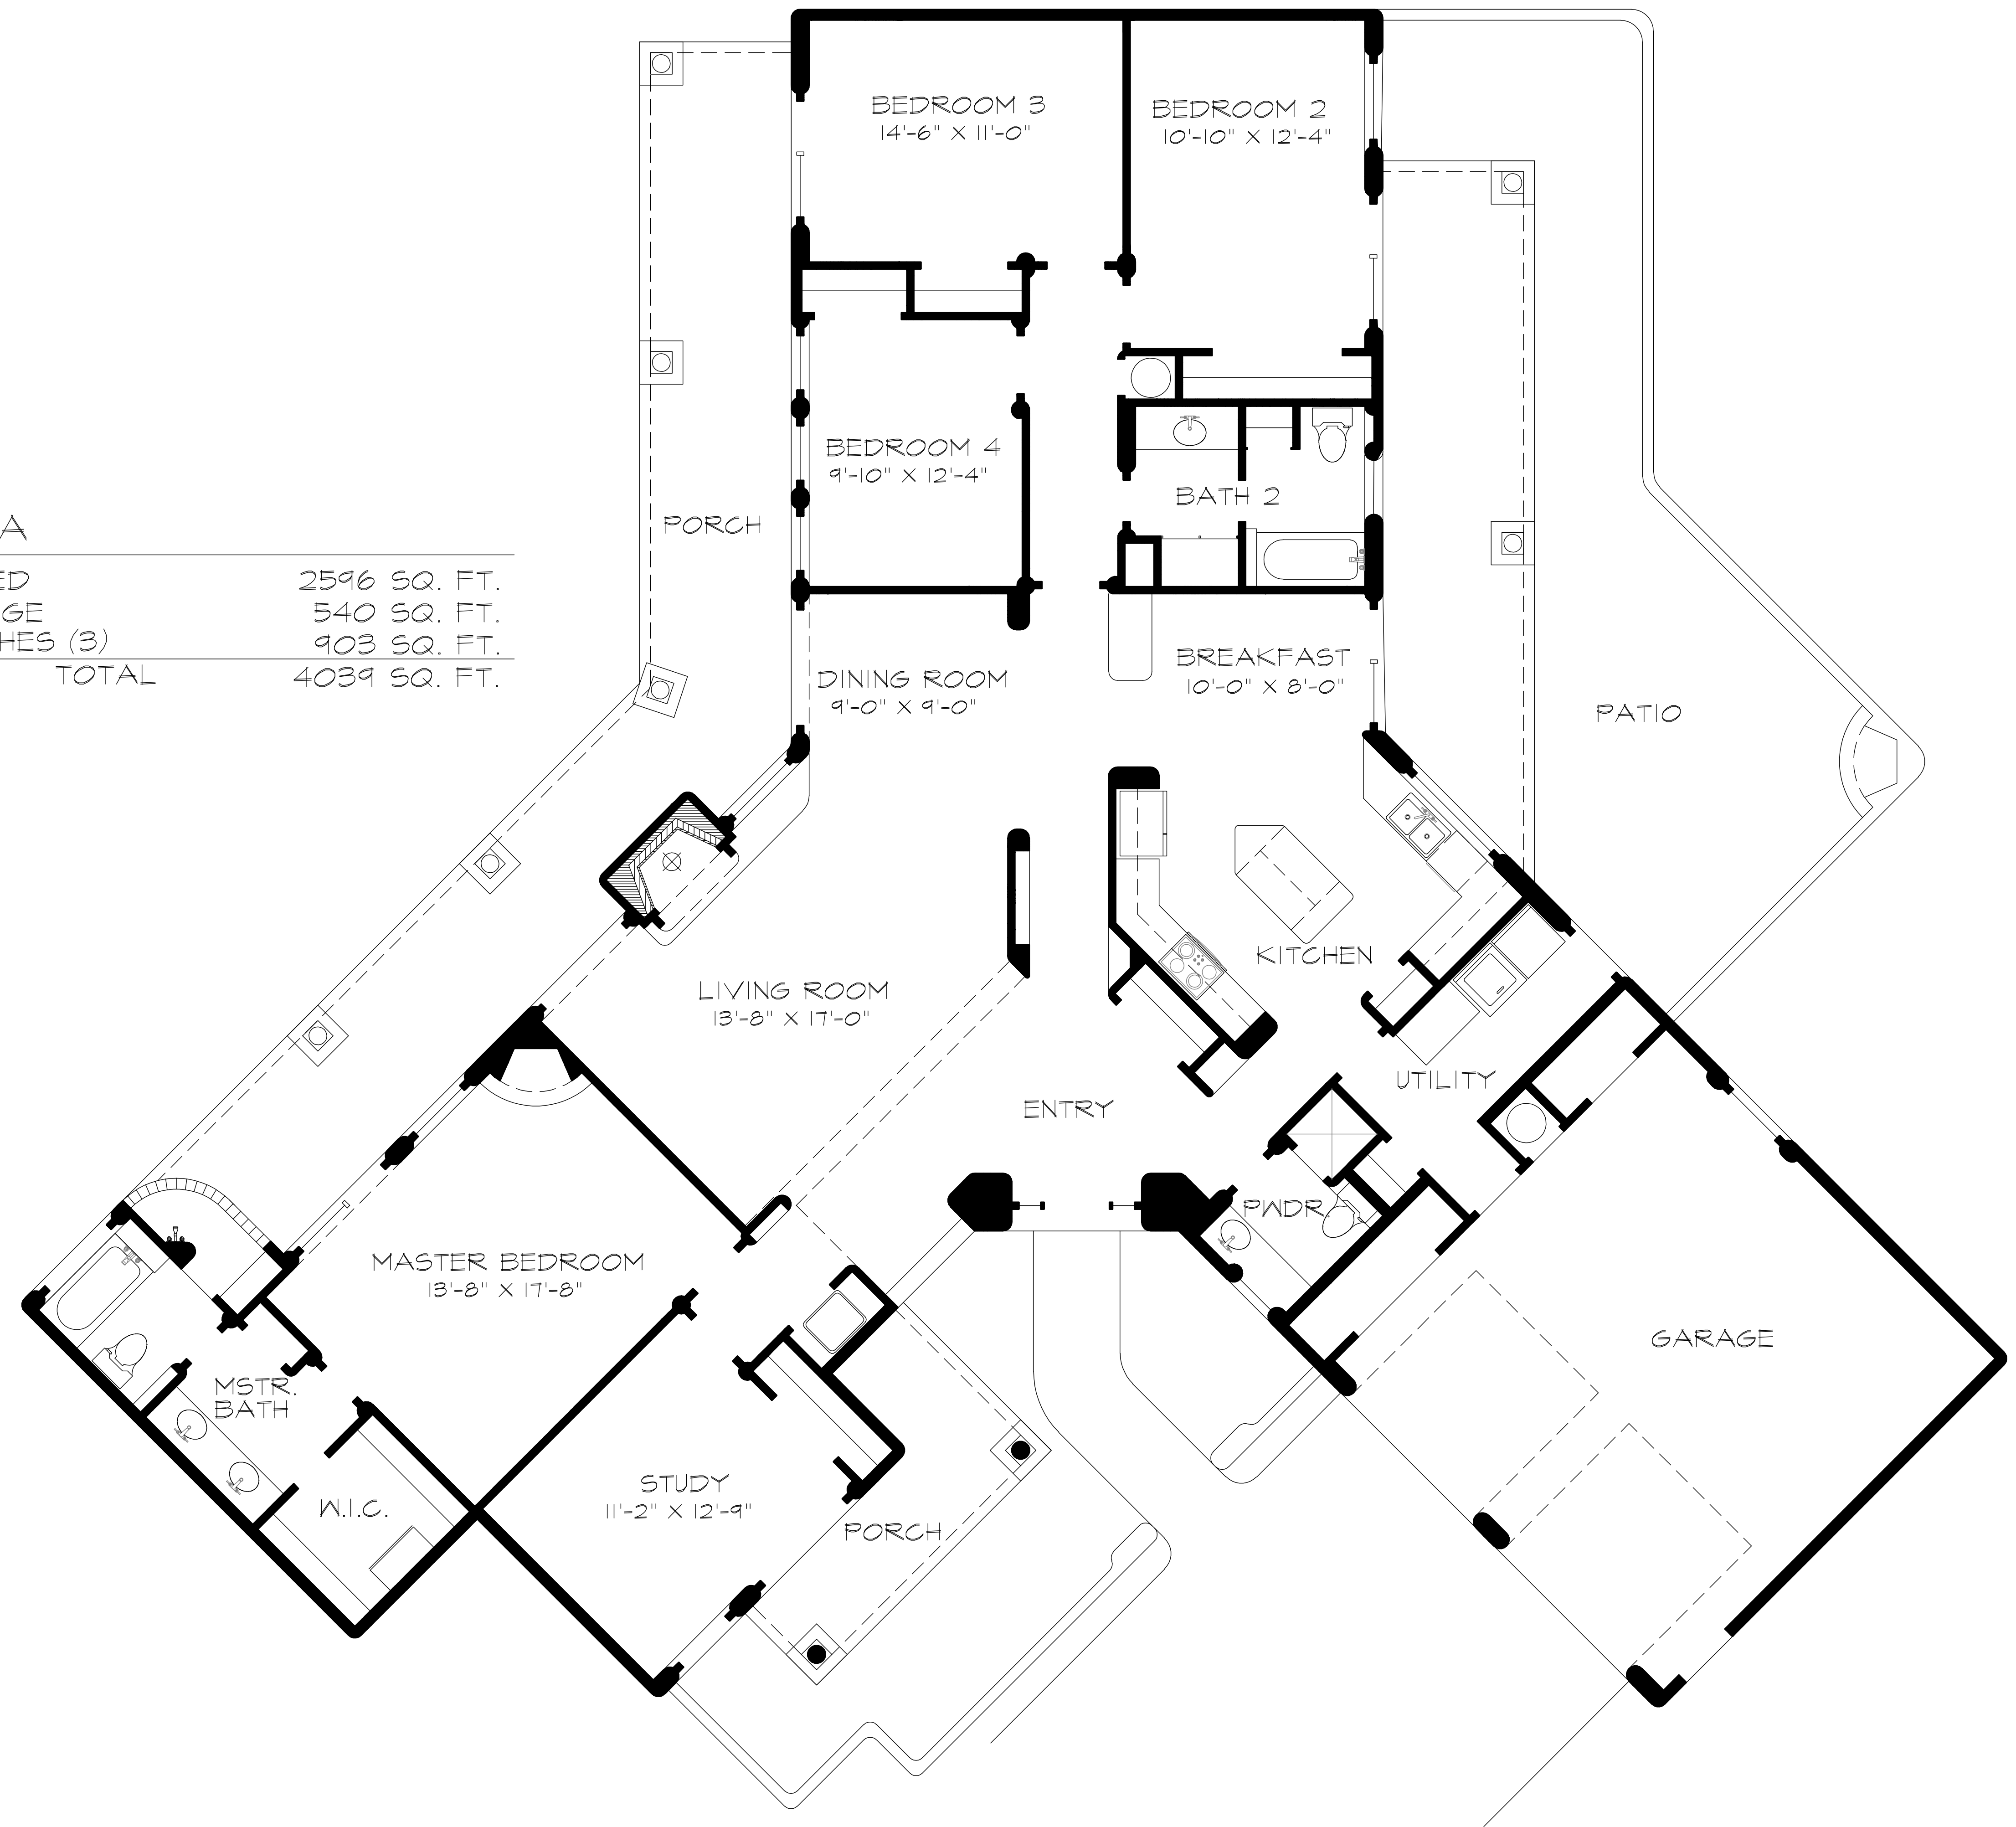 BEDROOM 3
14'-6" X 11'-0"
BEDROOM 2
10'-10" X 12'-4"
BEDROOM 4
9'-10" X 12'-4"
BATH 2
PORCH
A
ED 2596 SQ. FT.
GE 540 SQ. FT.
HES (3) 903 SQ. FT.
TOTAL 4039 SQ. FT.
DINING ROOM
9'-0" X 9'-0"
BREAKFAST
10'-0" X 8'-0"
PATIO
KITCHEN
LIVING ROOM
13'-8" X 17'-0"
UTILITY
ENTRY
PWDR.
MASTER BEDROOM
13'-8" X 17'-8"
GARAGE
MSTR.
BATH
STUDY
11'-2" X 12'-9"
W.I.C.
PORCH